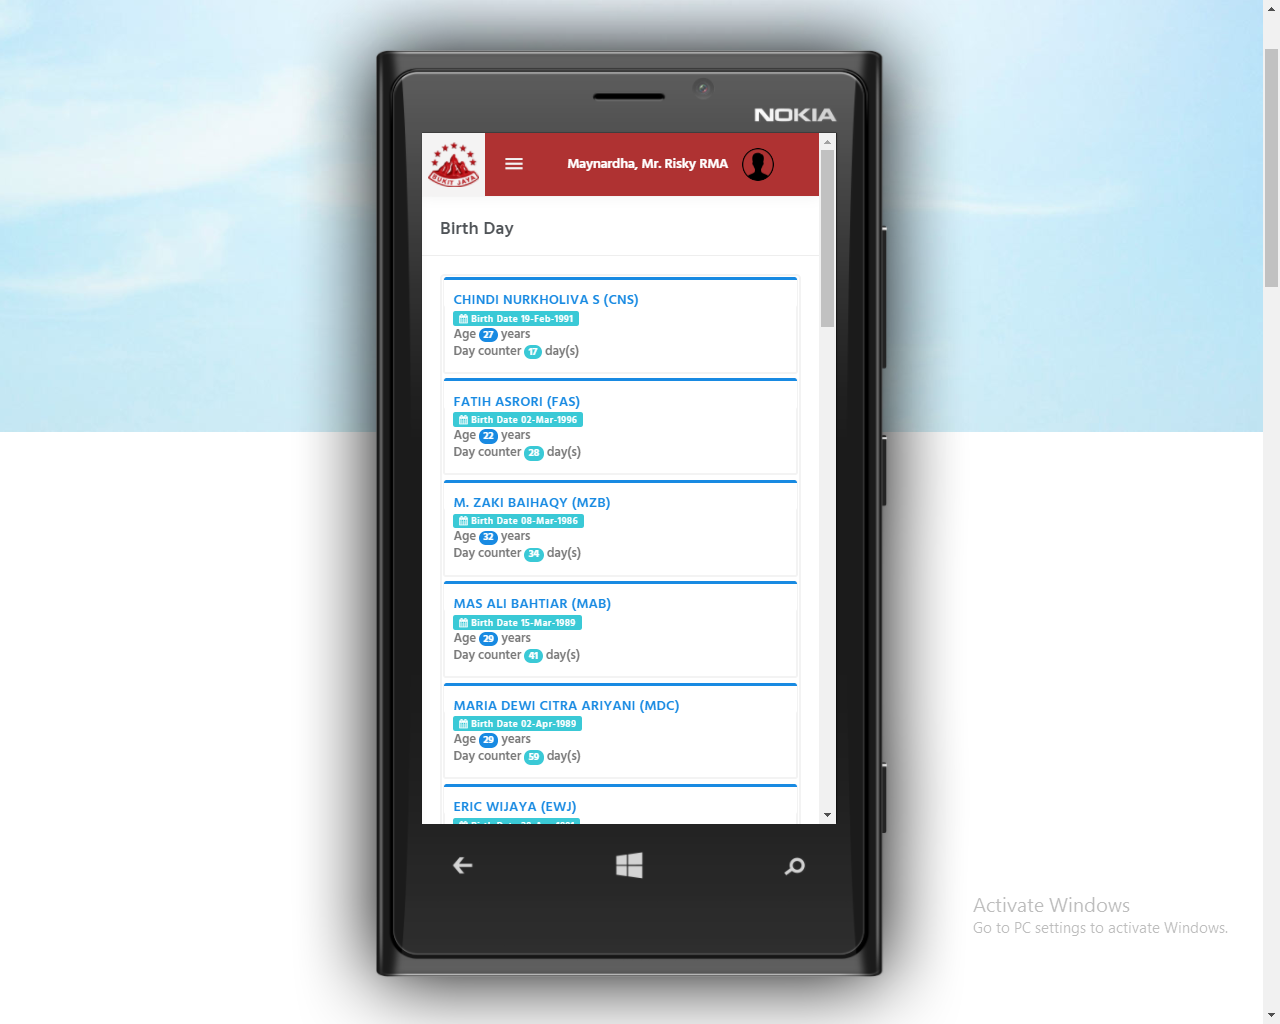 NOKIA
BUKIT JAYA
Maynardha, Mr. Risky RMA
Birth Day
CHINDI NURKHOLIVA S (CNS)
Birth Date 19-Feb-1991
Age 27 years
Day counter 17 day(s)
FATIH ASRORI (FAS)
Birth Date 02-Mar-1996
Age 22 years
Day counter 28 day(s)
M. ZAKI BAIHAQY (MZB)
Birth Date 08-Mar-1986
Age 32 years
Day counter 34 day(s)
MAS ALI BAHTIAR (MAB)
Birth Date 15-Mar-1989
Age 29 years
Day counter 41 day(s)
MARIA DEWI CITRA ARIYANI (MDC)
Birth Date 02-Apr-1989
Age 29 years
Day counter 59 day(s)
ERIC WIJAYA (EWJ)
Activate Windows
Go to PC settings to activate Windows.